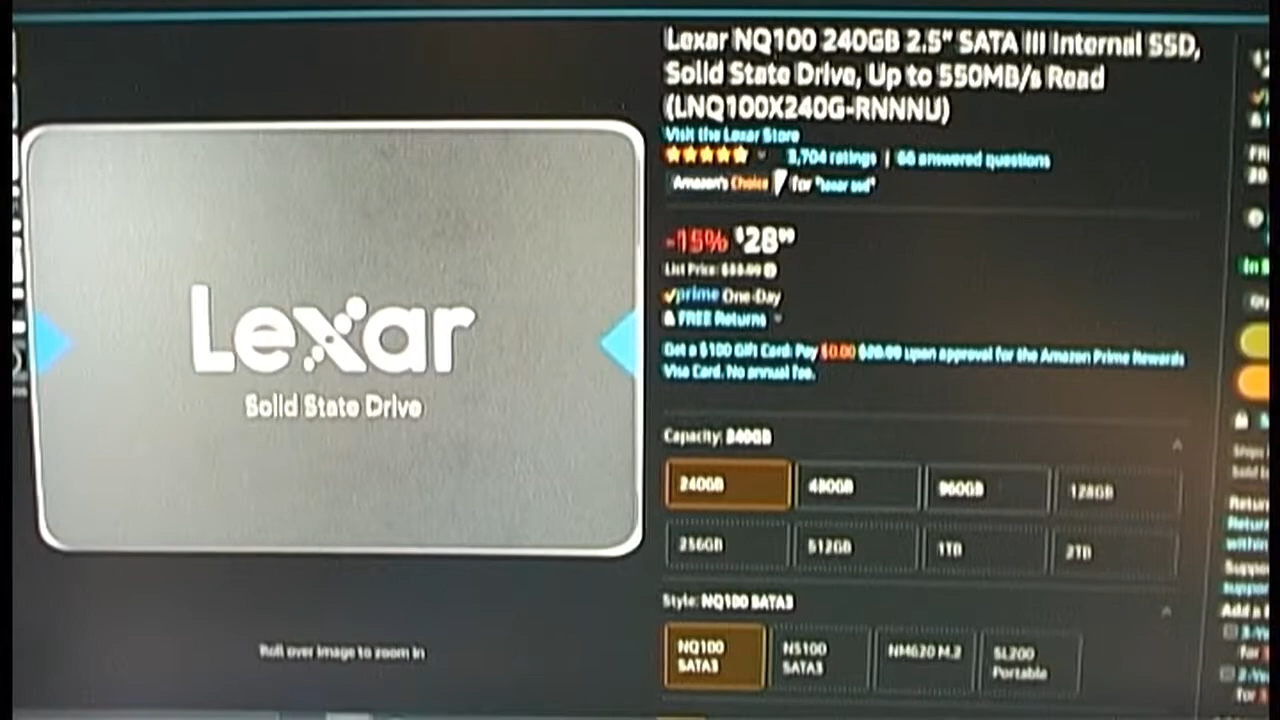 Lexar NQ100 240GB 2.5" SATA III Internal SSD,
Solid State Drive, Up to 550MB/s Read
(LNQ100X240G-RNNNU)
Visit the Lexar Store
3,704 ratings | 66 answered questions
Amazon's Choice for "lexar ssd"
-15% $28⁹⁹
List Price:
prime One-Day
FREE Returns
Get a $100 Gift Card: Pay $0.00 $28.99 upon approval for the Amazon Prime Rewards
Visa Card. No annual fee.
Lexar
Solid State Drive
Roll over image to zoom in
Capacity: 240GB
240GB 480GB 960GB 128GB
256GB 512GB 1TB 2TB
Style: NQ100 SATA3
NQ100 SATA3
NS100 SATA3
NM620 M.2
SL200 Portable